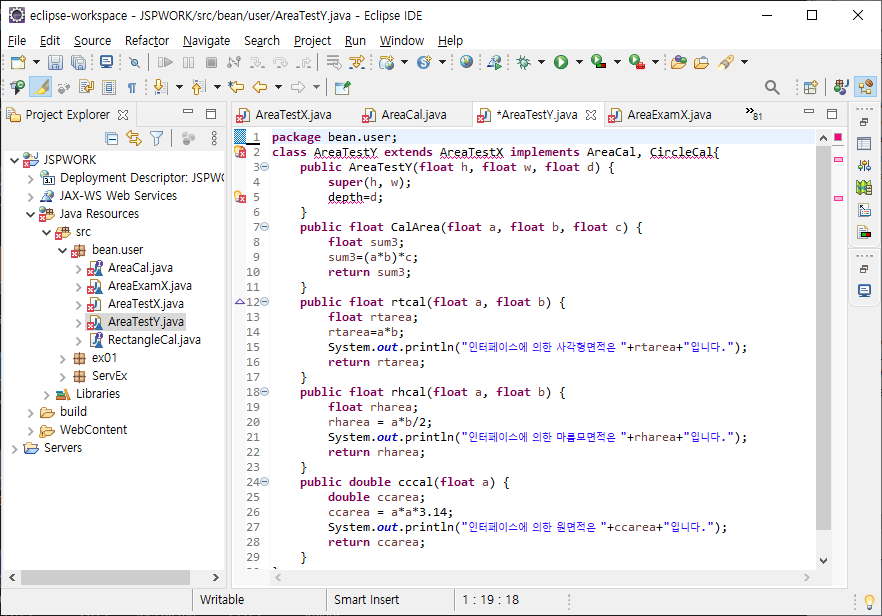 eclipse-workspace - JSPWORK/src/bean/user/AreaTestY.java - Eclipse IDE
File Edit Source Refactor Navigate Search Project Run Window Help
Project Explorer
AreaTestX.java AreaCal.java *AreaTestY.java AreaExamX.java »81
JSPWORK
Deployment Descriptor: JSPWO
JAX-WS Web Services
Java Resources
src
bean.user
AreaCal.java
AreaExamX.java
AreaTestX.java
AreaTestY.java
RectangleCal.java
ex01
ServEx
Libraries
build
WebContent
Servers
1 package bean.user;
2 class AreaTestY extends AreaTestX implements AreaCal, CircleCal{
3 public AreaTestY(float h, float w, float d) {
4 super(h, w);
5 depth=d;
6 }
7 public float CalArea(float a, float b, float c) {
8 float sum3;
9 sum3=(a*b)*c;
10 return sum3;
11 }
12 public float rtcal(float a, float b) {
13 float rtarea;
14 rtarea=a*b;
15 System.out.println("인터페이스에 의한 사각형면적은 "+rtarea+"입니다.");
16 return rtarea;
17 }
18 public float rhcal(float a, float b) {
19 float rharea;
20 rharea = a*b/2;
21 System.out.println("인터페이스에 의한 마름모면적은 "+rharea+"입니다.");
22 return rharea;
23 }
24 public double cccal(float a) {
25 double ccarea;
26 ccarea = a*a*3.14;
27 System.out.println("인터페이스에 의한 원면적은 "+ccarea+"입니다.");
28 return ccarea;
29 }
Writable Smart Insert 1 : 19 : 18